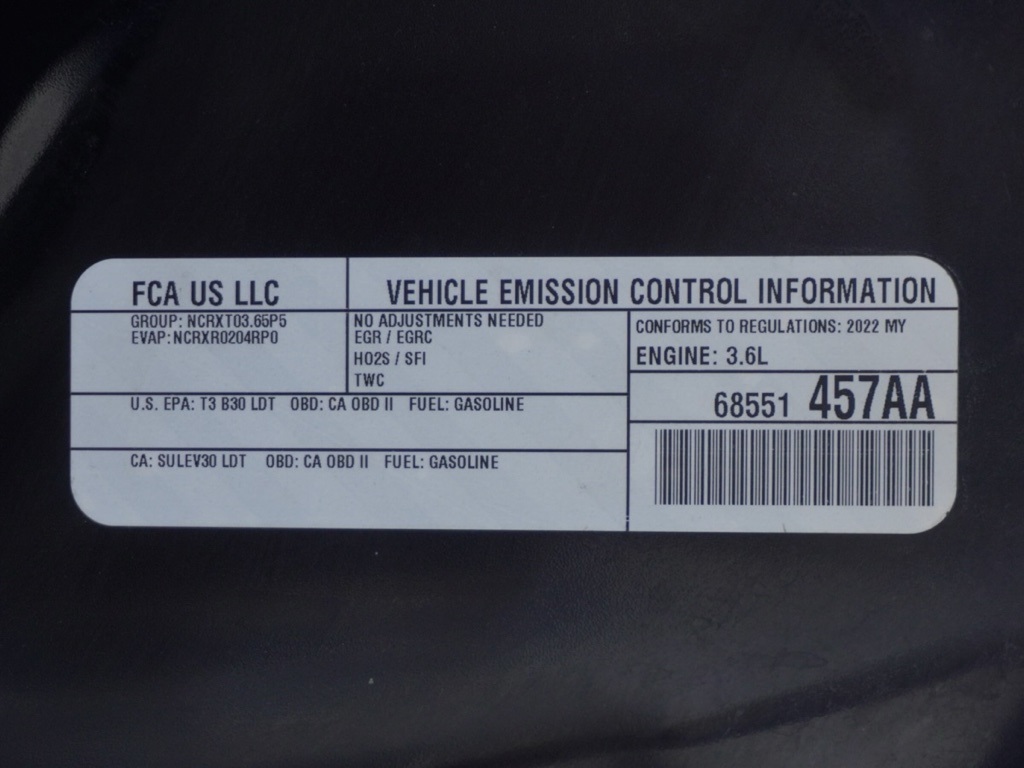 FCA US LLC
VEHICLE EMISSION CONTROL INFORMATION
GROUP: NCRXT03.65P5
EVAP: NCRXR0204RP0
NO ADJUSTMENTS NEEDED
EGR / EGRC
HO2S / SFI
TWC
CONFORMS TO REGULATIONS: 2022 MY
ENGINE: 3.6L
68551 457AA
U.S. EPA: T3 B30 LDT OBD: CA OBD II FUEL: GASOLINE
CA: SULEV30 LDT OBD: CA OBD II FUEL: GASOLINE